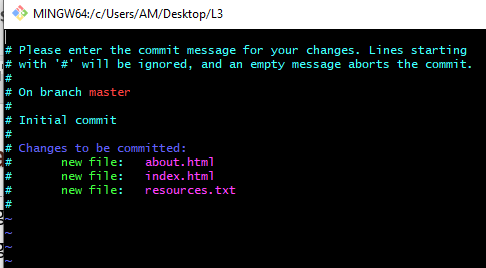 MINGW64:/c/Users/AM/Desktop/L3
# Please enter the commit message for your changes. Lines starting
# with '#' will be ignored, and an empty message aborts the commit.
#
# On branch master
#
# Initial commit
#
# Changes to be committed:
#       new file:   about.html
#       new file:   index.html
#       new file:   resources.txt
#
~
~
~
~